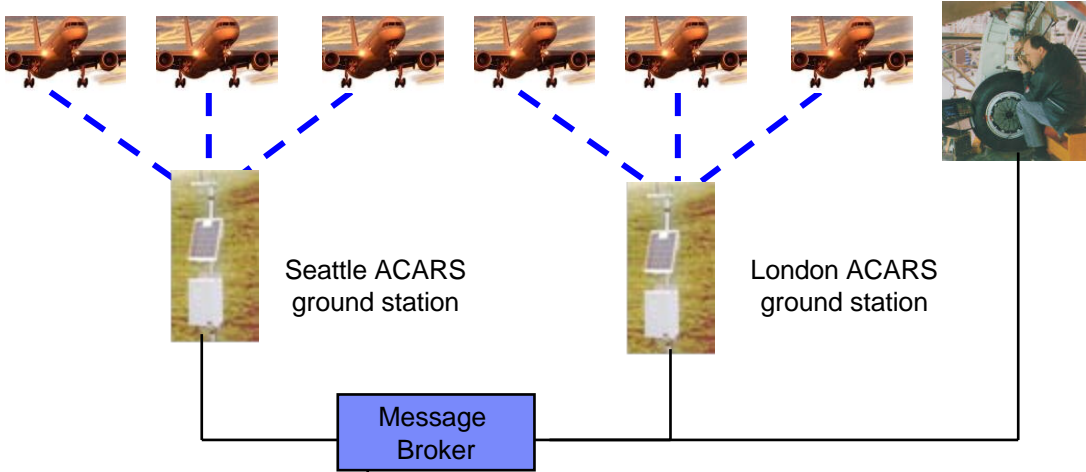 Seattle ACARS
ground station
London ACARS
ground station
Message
Broker